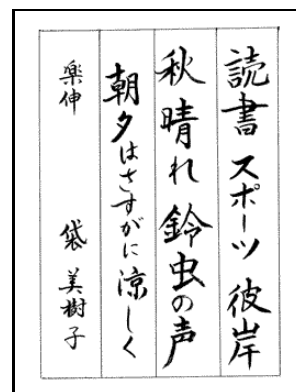 読書 スポーツ 彼岸
秋晴れ 鈴虫の声
朝夕はさすがに涼しく
楽伸 袋 美樹子